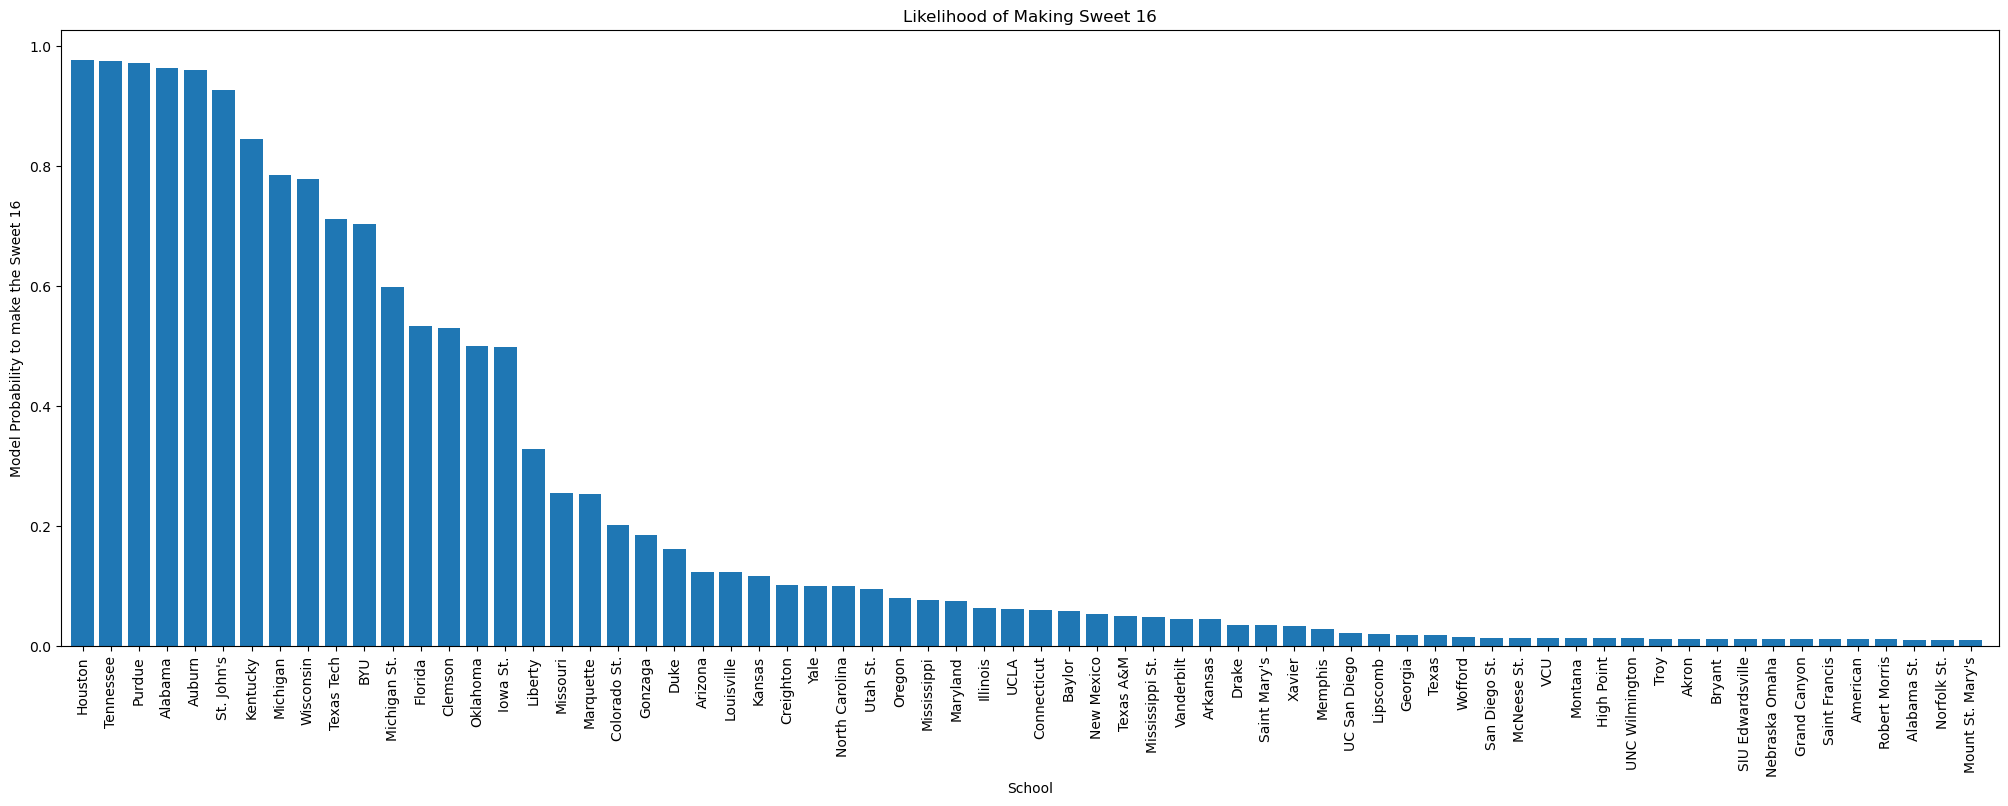 Likelihood of Making Sweet 16
Model Probability to make the Sweet 16
1.0
0.8
0.6
0.4
0.2
0.0
Houston
Tennessee
Purdue
Alabama
Auburn
St. John's
Kentucky
Michigan
Wisconsin
Texas Tech
BYU
Michigan St.
Florida
Clemson
Oklahoma
Iowa St.
Liberty
Missouri
Marquette
Colorado St.
Gonzaga
Duke
Arizona
Louisville
Kansas
Creighton
Yale
North Carolina
Utah St.
Oregon
Mississippi
Maryland
Illinois
UCLA
Connecticut
Baylor
New Mexico
Texas A&M
Mississippi St.
Vanderbilt
Arkansas
Drake
Saint Mary's
Xavier
Memphis
UC San Diego
Lipscomb
Georgia
Texas
Wofford
San Diego St.
McNeese St.
VCU
Montana
High Point
UNC Wilmington
Troy
Akron
Bryant
SIU Edwardsville
Nebraska Omaha
Grand Canyon
Saint Francis
American
Robert Morris
Alabama St.
Norfolk St.
Mount St. Mary's
School